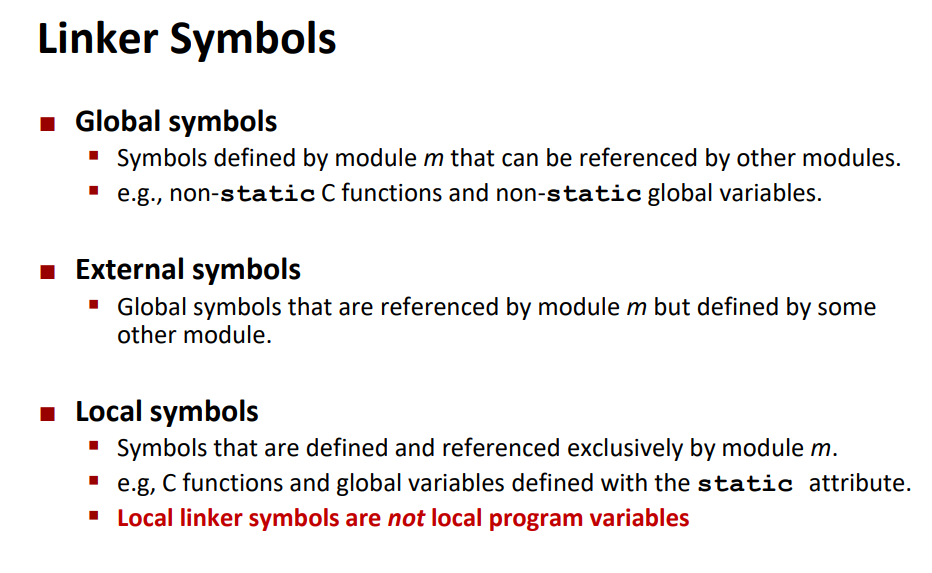 Linker Symbols
■ Global symbols
▪ Symbols defined by module m that can be referenced by other modules.
▪ e.g., non-static C functions and non-static global variables.
■ External symbols
▪ Global symbols that are referenced by module m but defined by some
other module.
■ Local symbols
▪ Symbols that are defined and referenced exclusively by module m.
▪ e.g, C functions and global variables defined with the static attribute.
▪ Local linker symbols are not local program variables